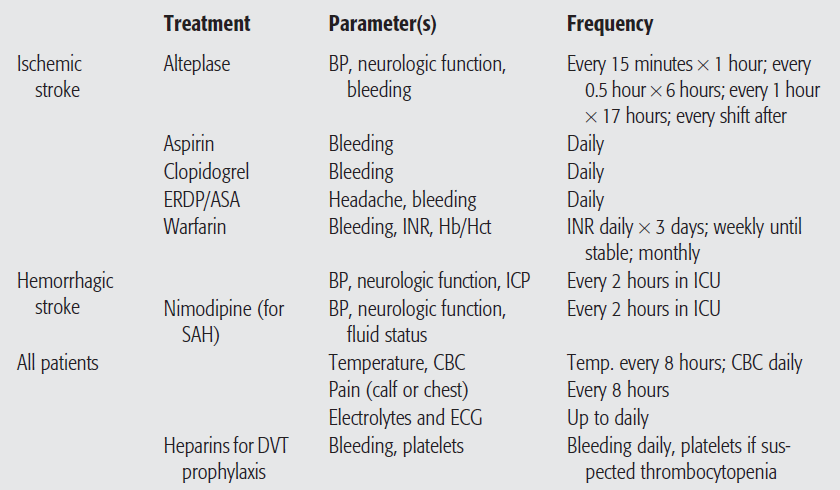 Treatment Parameter(s) Frequency
Ischemic Alteplase BP, neurologic function, Every 15 minutes × 1 hour; every
stroke bleeding 0.5 hour × 6 hours; every 1 hour
× 17 hours; every shift after
Aspirin Bleeding Daily
Clopidogrel Bleeding Daily
ERDP/ASA Headache, bleeding Daily
Warfarin Bleeding, INR, Hb/Hct INR daily × 3 days; weekly until
stable; monthly
Hemorrhagic BP, neurologic function, ICP Every 2 hours in ICU
stroke Nimodipine (for BP, neurologic function, Every 2 hours in ICU
SAH) fluid status
All patients Temperature, CBC Temp. every 8 hours; CBC daily
Pain (calf or chest) Every 8 hours
Electrolytes and ECG Up to daily
Heparins for DVT Bleeding, platelets Bleeding daily, platelets if sus-
prophylaxis pected thrombocytopenia